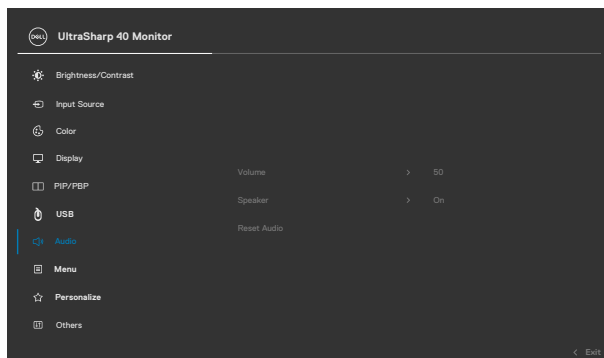 DELL UltraSharp 40 Monitor
Brightness/Contrast
Input Source
Color
Display
PIP/PBP
USB
Audio
Menu
Personalize
Others
Volume > 50
Speaker > On
Reset Audio
< Exit